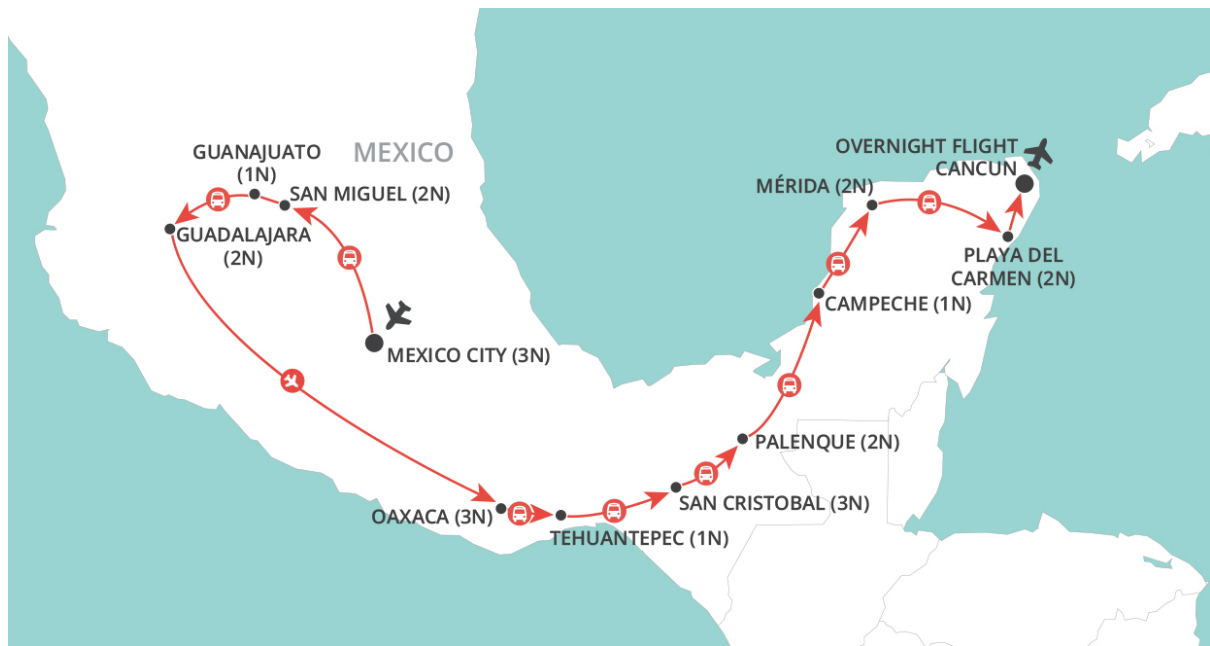 MEXICO
GUANAJUATO
(1N)
SAN MIGUEL (2N)
GUADALAJARA
(2N)
MEXICO CITY (3N)
OAXACA (3N)
TEHUANTEPEC (1N)
SAN CRISTOBAL (3N)
PALENQUE (2N)
CAMPECHE (1N)
MÉRIDA (2N)
PLAYA DEL
CARMEN (2N)
OVERNIGHT FLIGHT
CANCUN